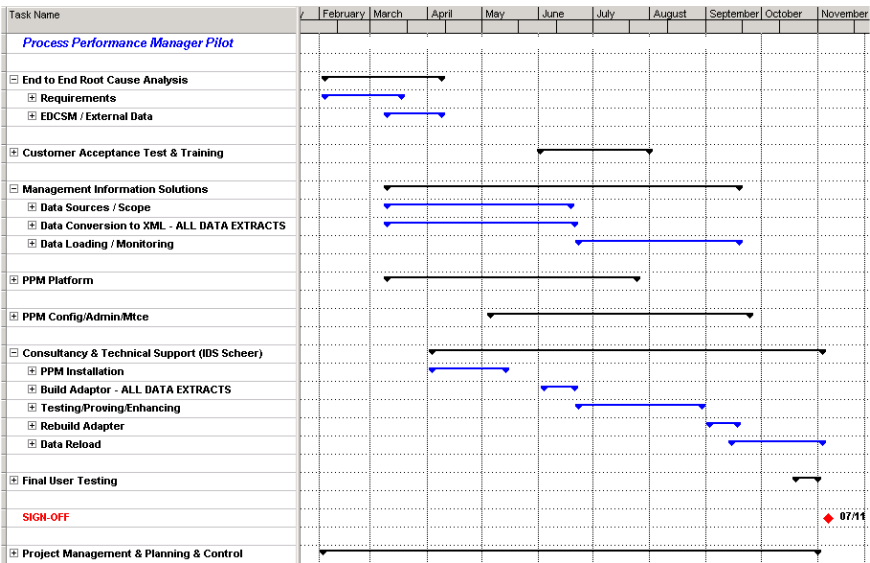 Task Name
February March April May June July August September October November
Process Performance Manager Pilot
End to End Root Cause Analysis
Requirements
EDCSM / External Data
Customer Acceptance Test & Training
Management Information Solutions
Data Sources / Scope
Data Conversion to XML - ALL DATA EXTRACTS
Data Loading / Monitoring
PPM Platform
PPM Config/Admin/Mtce
Consultancy & Technical Support (IDS Scheer)
PPM Installation
Build Adaptor - ALL DATA EXTRACTS
Testing/Proving/Enhancing
Rebuild Adapter
Data Reload
Final User Testing
SIGN-OFF 07/11
Project Management & Planning & Control